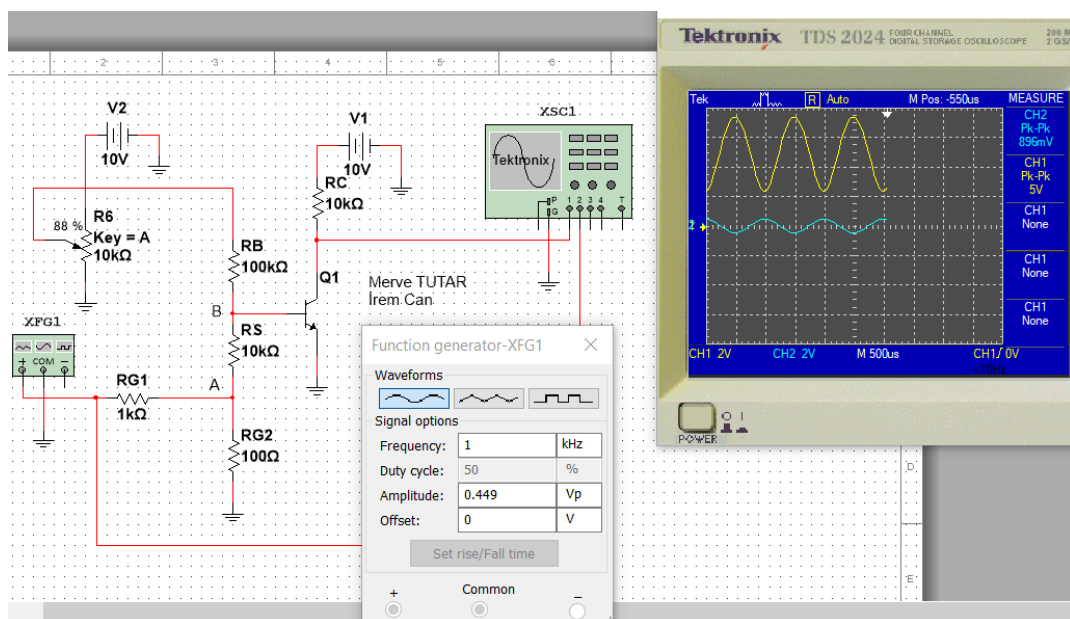 Tektronix TDS 2024 FOUR CHANNEL DIGITAL STORAGE OSCILLOSCOPE
Tek R Auto M Pos: -550us MEASURE
CH2
Pk-Pk
896mV
CH1
Pk-Pk
5V
CH1
None
CH1
None
CH1
None
2
CH1 2V CH2 2V M 500us CH1 0V
<10Hz
POWER
2 3 4 5 6
V2
10V
V1
10V
XSC1
Tektronix
P
G
1 2 3 4 T
RC
10kΩ
88 %
R6
Key = A
10kΩ
RB
100kΩ
Q1
Merve TUTAR
Irem Can
B
XFG1
+ COM −
RS
10kΩ
A
RG1
1kΩ
RG2
100Ω
Function generator-XFG1
Waveforms
Signal options
Frequency: 1 kHz
Duty cycle: 50 %
Amplitude: 0.449 Vp
Offset: 0 V
Set rise/Fall time
+ Common −
D
E